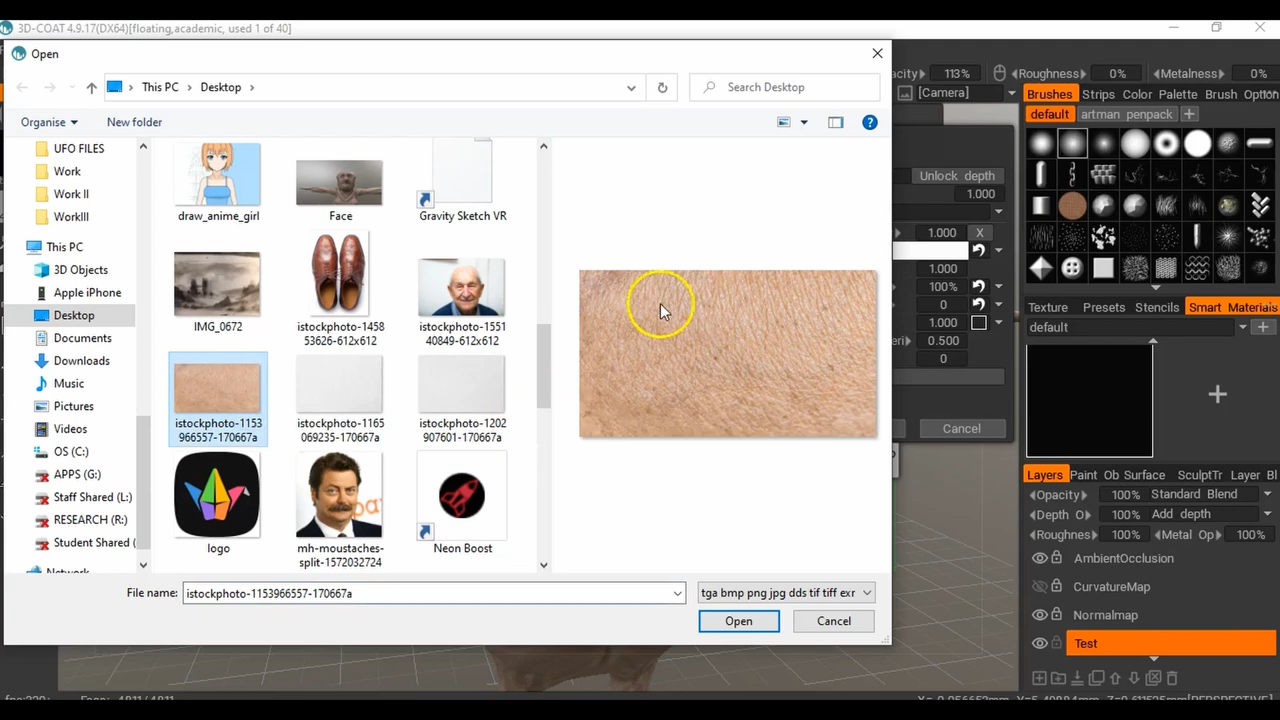 3D-COAT 4.9.17(DX64)[floating,academic, used 1 of 40]
Open
acity
113%
Roughness
0%
Metalness
0%
This PC
Desktop
Search Desktop
[Camera]
Brushes
Strips
Color
Palette
Brush
Option
Organise
New folder
default
artman penpack
UFO FILES
Work
Work II
WorkIII
This PC
3D Objects
Apple iPhone
Desktop
Documents
Downloads
Music
Pictures
Videos
OS (C:)
APPS (G:)
Staff Shared (L:)
RESEARCH (R:)
Student Shared (
Network
draw_anime_girl
Face
Gravity Sketch VR
IMG_0672
istockphoto-1458
53626-612x612
istockphoto-1551
40849-612x612
istockphoto-1153
966557-170667a
istockphoto-1165
069235-170667a
istockphoto-1202
907601-170667a
logo
mh-moustaches-
split-1572032724
Neon Boost
File name:
istockphoto-1153966557-170667a
tga bmp png jpg dds tif tiff exr
Open
Cancel
Unlock depth
1.000
1.000
X
1.000
100%
0
1.000
0.500
0
Cancel
Texture
Presets
Stencils
Smart Materials
default
Layers
Paint
Ob
Surface
SculptTr
Layer
Bl
Opacity
100%
Standard Blend
Depth O
100%
Add depth
Roughnes
100%
Metal Op
100%
AmbientOcclusion
CurvatureMap
Normalmap
Test